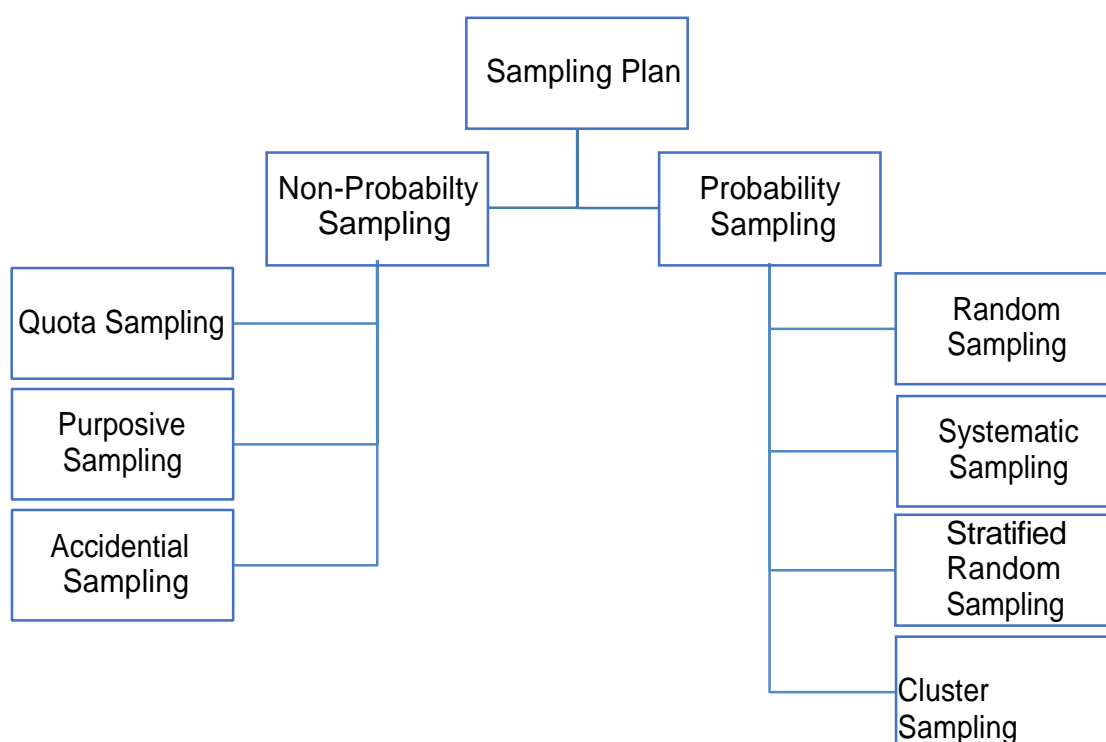 Sampling Plan
Non-Probabilty
Sampling
Probability
Sampling
Quota Sampling
Purposive
Sampling
Accidential
Sampling
Random
Sampling
Systematic
Sampling
Stratified
Random
Sampling
Cluster
Sampling